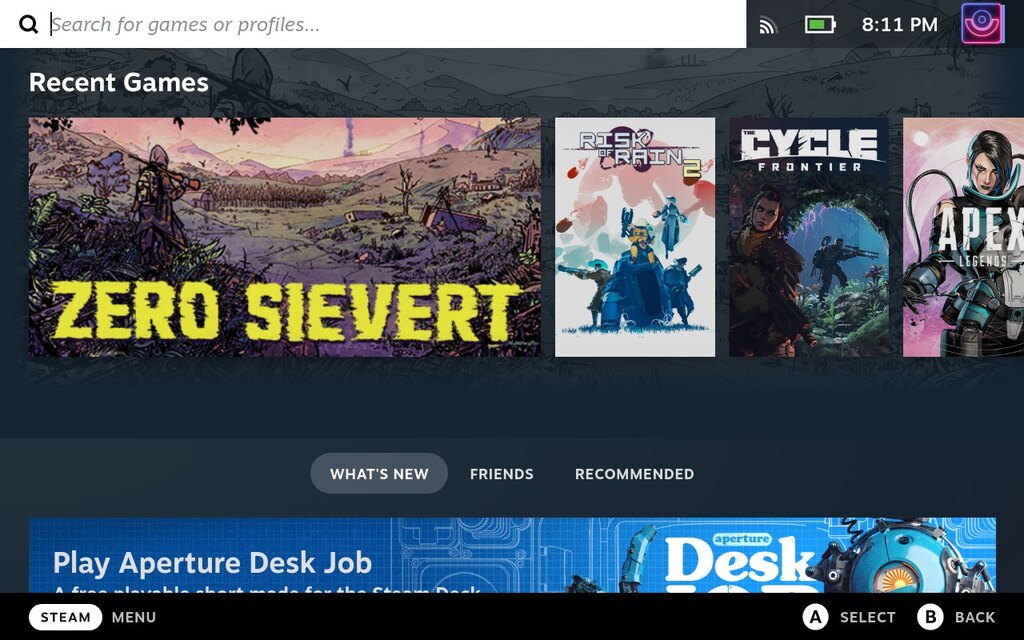 Search for games or profiles...
8:11 PM
Recent Games
ZERO SIEVERT
RISK
OF RAIN
2
THE
CYCLE
FRONTIER
APEX
LEGENDS
WHAT'S NEW
FRIENDS
RECOMMENDED
Play Aperture Desk Job
A free playable short made for the Steam Deck
aperture
Desk
JOB
STEAM
MENU
A
SELECT
B
BACK